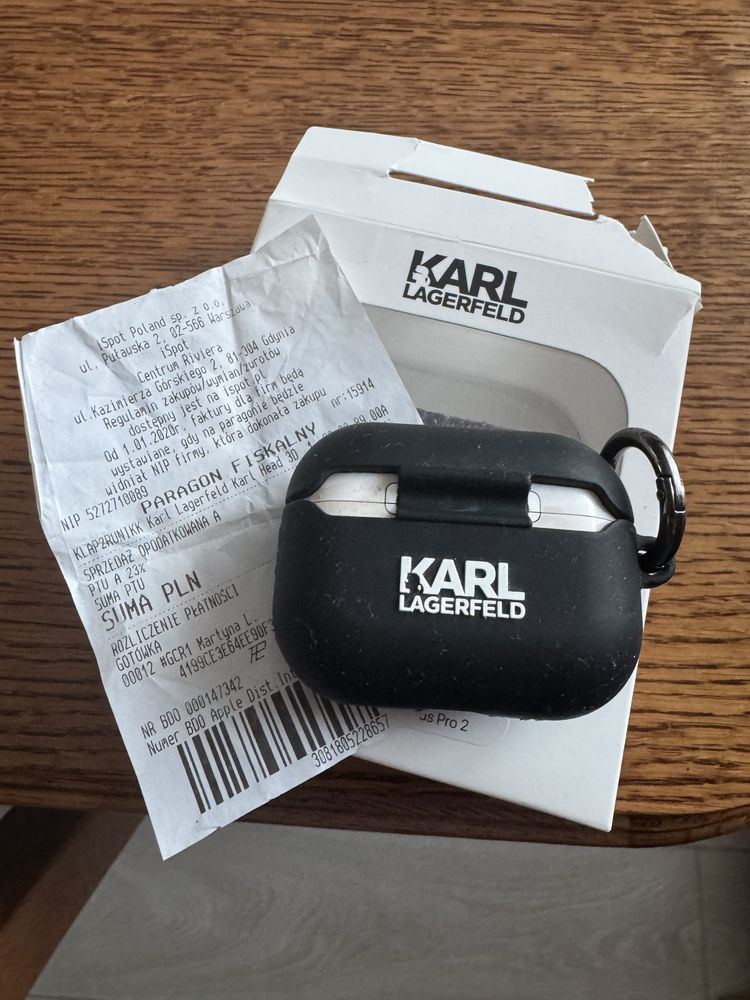 iSpot Poland sp. z o.o.
ul. Puławska 2, 02-566 Warszawa
iSpot
Centrum Riviera
ul. Kazimierza Górskiego 2, 81-304 Gdynia
Regulamin zakupów/wymian/zwrotów
dostępny jest na ispot.pl
Od 1.01.2020r. faktury dla firm będą
wystawiane, gdy na paragonie będzie
widniał NIP firmy, która dokonała zakupu
NIP 5272710089 nr:15914
PARAGON FISKALNY
KLAP2RUNIKK Karl Lagerfeld Karl Head 3D 00A
SPRZEDAŻ OPODATKOWANA A
PTU A 23%
SUMA PTU
SUMA PLN
ROZLICZENIE PŁATNOŚCI
GOTÓWKA
00012 #GCR1 Martyna L.
4199CE3E64EE90F3
NR BDO 000147342
Numer BDO Apple Dist.Int
3081805228657
KARL
LAGERFELD
KARL
LAGERFELD
Pro 2